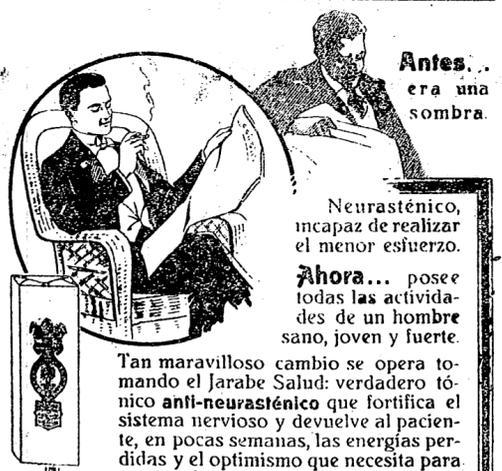 Antes...
era una
sombra.
Neurasténico,
incapaz de realizar
el menor esfuerzo.
Ahora... posee
todas las activida-
des de un hombre
sano, joven y fuerte.
Tan maravilloso cambio se opera to-
mando el Jarabe Salud: verdadero tó-
nico anti-neurasténico que fortifica el
sistema nervioso y devuelve al pacien-
te, en pocas semanas, las energías per-
didas y el optimismo que necesita para